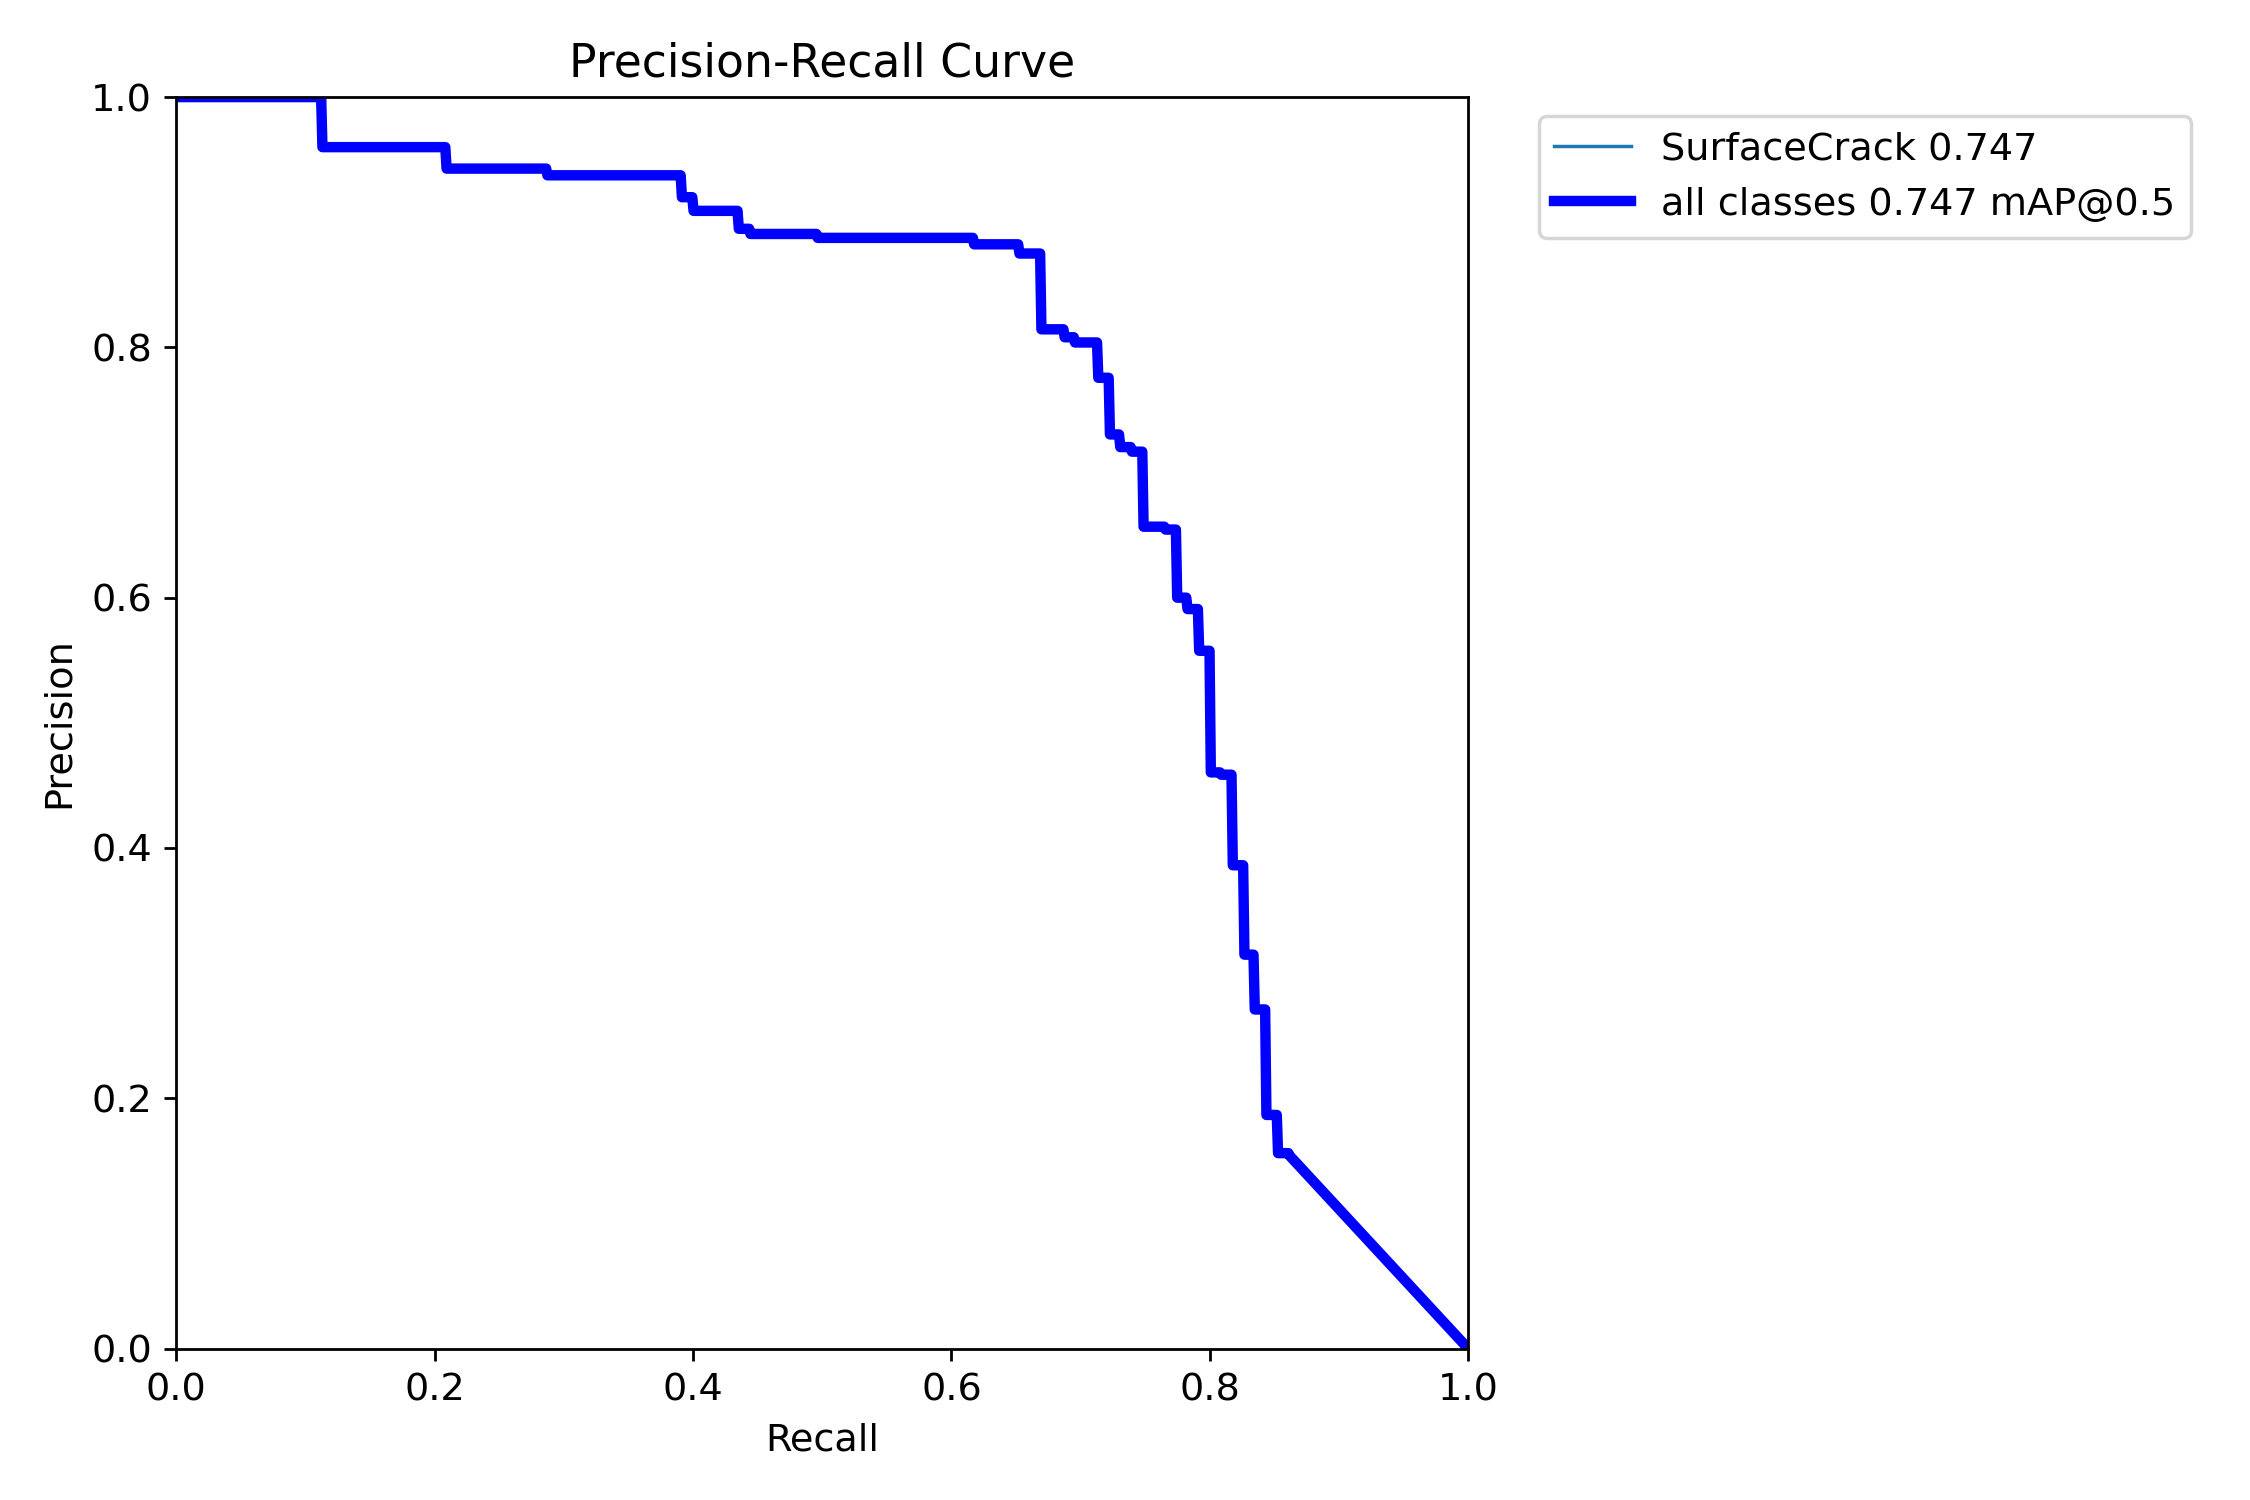 Precision-Recall Curve
SurfaceCrack 0.747
all classes 0.747 mAP@0.5
1.0
0.8
0.6
0.4
0.2
0.0
Precision
0.0 0.2 0.4 0.6 0.8 1.0
Recall